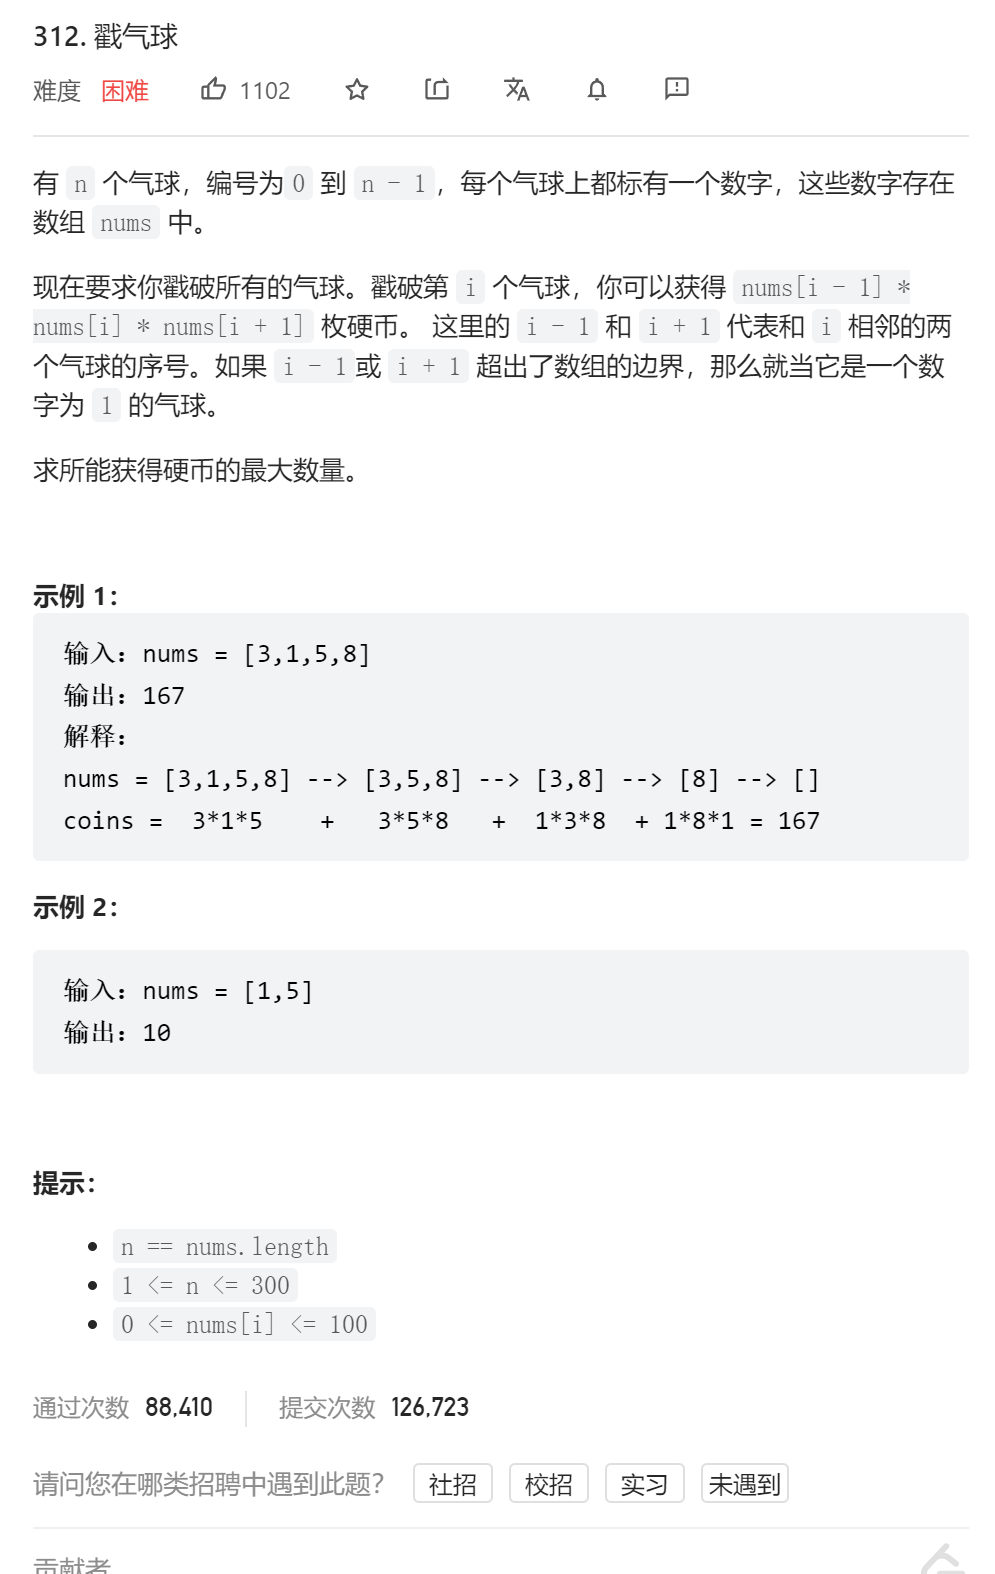 312. 戳气球
难度 困难 1102
有 n 个气球，编号为0 到 n - 1，每个气球上都标有一个数字，这些数字存在
数组 nums 中。
现在要求你戳破所有的气球。戳破第 i 个气球，你可以获得 nums[i - 1] *
nums[i] * nums[i + 1] 枚硬币。 这里的 i - 1 和 i + 1 代表和 i 相邻的两
个气球的序号。如果 i - 1或 i + 1 超出了数组的边界，那么就当它是一个数
字为 1 的气球。
求所能获得硬币的最大数量。
示例 1：
输入：nums = [3,1,5,8]
输出：167
解释：
nums = [3,1,5,8] --> [3,5,8] --> [3,8] --> [8] --> []
coins =  3*1*5    +   3*5*8   +  1*3*8  + 1*8*1 = 167
示例 2：
输入：nums = [1,5]
输出：10
提示：
n == nums.length
1 <= n <= 300
0 <= nums[i] <= 100
通过次数 88,410 提交次数 126,723
请问您在哪类招聘中遇到此题？ 社招 校招 实习 未遇到
贡献者